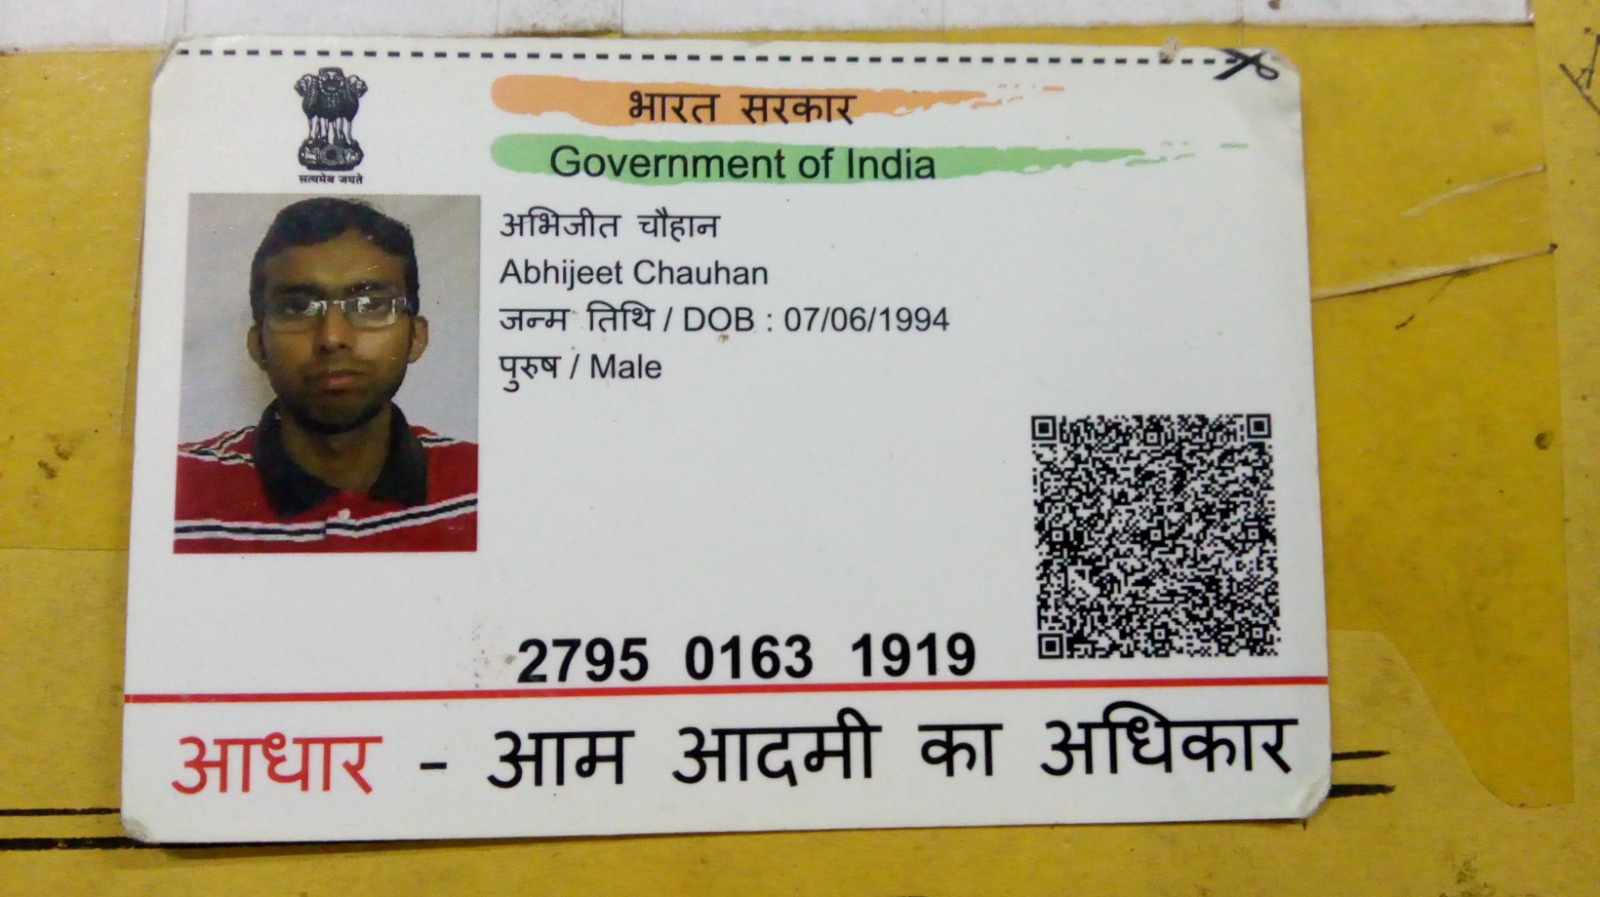 भारत सरकार
Government of India
सत्यमेव जयते
अभिजीत चौहान
Abhijeet Chauhan
जन्म तिथि / DOB : 07/06/1994
पुरुष / Male
2795 0163 1919
आधार - आम आदमी का अधिकार